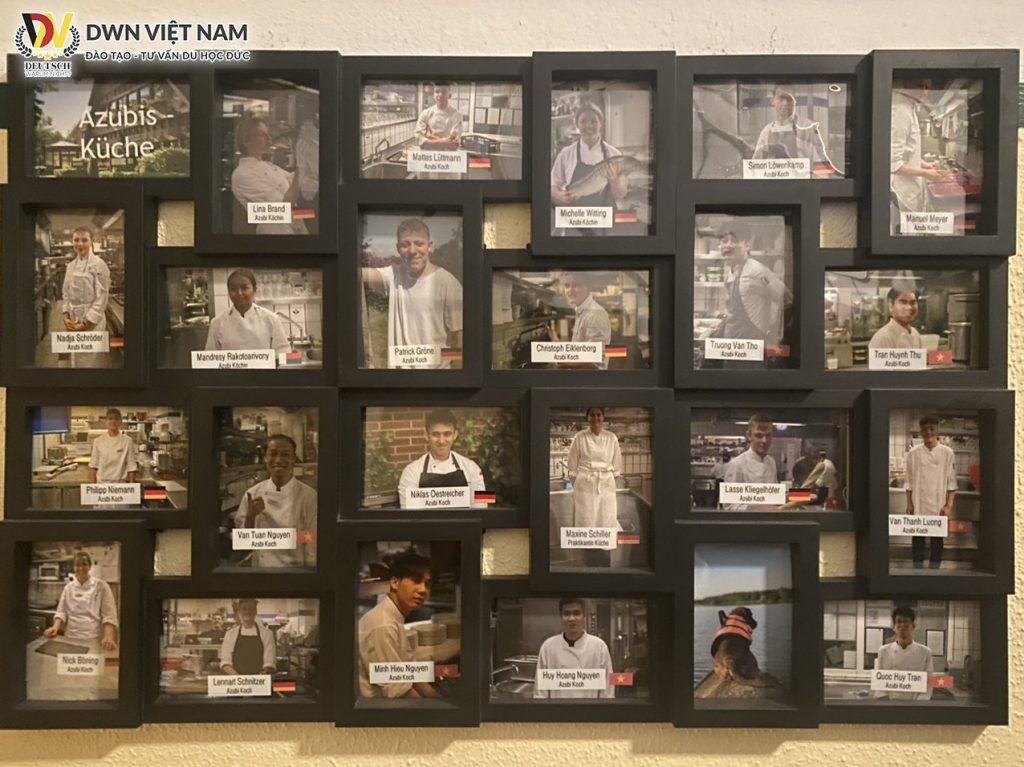 DV
DEUTSCH
WARUM NICHT?
DWN VIỆT NAM
ĐÀO TẠO - TƯ VẤN DU HỌC ĐỨC
Azubis -
Küche
Lina Brand
Azubi Köchin
Mattes Lüttmann
Azubi Koch
Michelle Witting
Azubi Köchin
Simon Löwenkamp
Azubi Koch
Manuel Meyer
Azubi Koch
Nadja Schröder
Azubi Koch
Mandresy Rakotoarivony
Azubi Köchin
Patrick Gröne
Azubi Koch
Christoph Eiklenborg
Azubi Koch
Truong Van Tho
Azubi Koch
Tran Huynh Thu
Azubi Koch
Philipp Niemann
Azubi Koch
Van Tuan Nguyen
Azubi Koch
Niklas Oestreicher
Azubi Koch
Maxine Schiller
Praktikantin Küche
Lasse Kliegelhöfer
Azubi Koch
Van Thanh Luong
Azubi Koch
Nick Böning
Azubi Koch
Lennart Schnitzer
Azubi Koch
Minh Hieu Nguyen
Azubi Koch
Huy Hoang Nguyen
Azubi Koch
Quoc Huy Tran
Azubi Koch